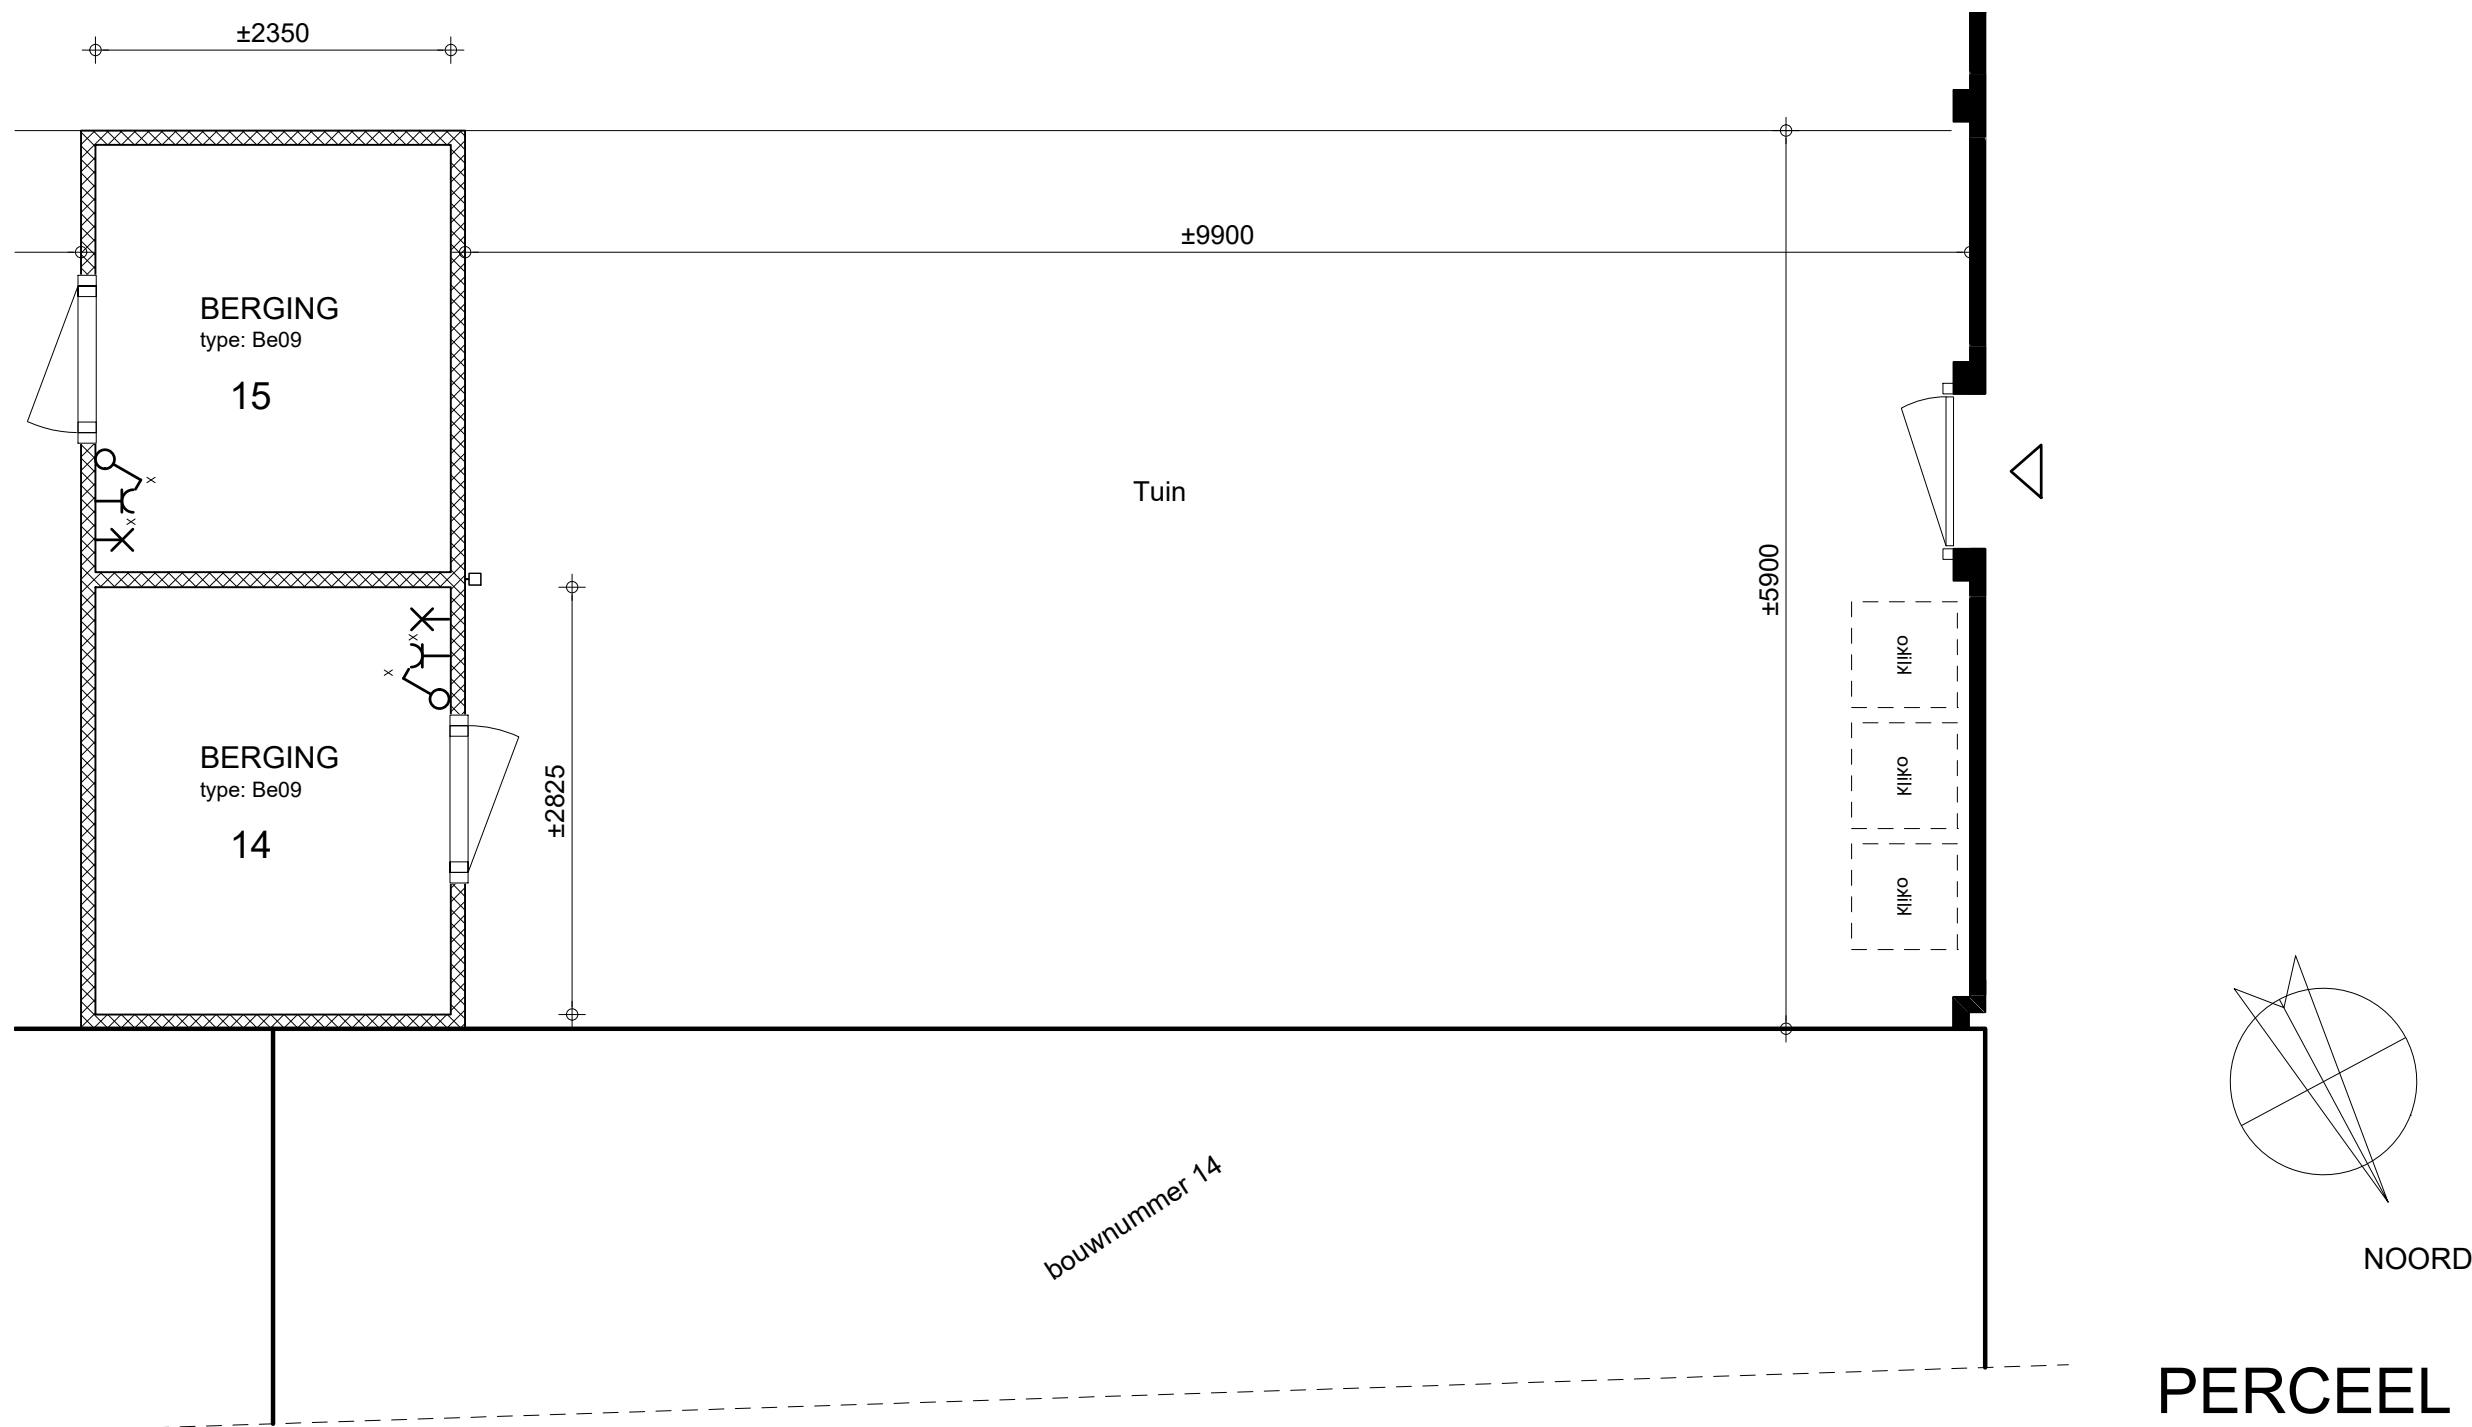 ±2350
±9900
BERGING
type: Be09
15
Tuin
±5900
kliko
kliko
kliko
±2825
BERGING
type: Be09
14
x
x
x
x
bouwnummer 14
NOORD
PERCEEL